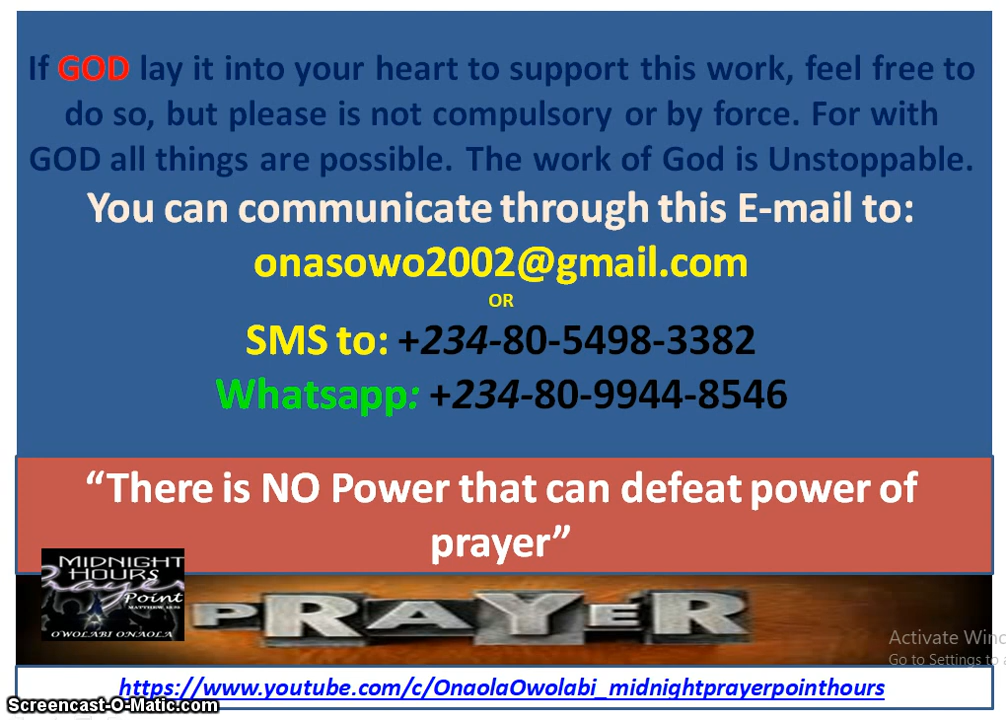 If GOD lay it into your heart to support this work, feel free to
do so, but please is not compulsory or by force. For with
GOD all things are possible. The work of God is Unstoppable.
You can communicate through this E-mail to:
onasowo2002@gmail.com
OR
SMS to: +234-80-5498-3382
Whatsapp: +234-80-9944-8546
“There is NO Power that can defeat power of
prayer”
MIDNIGHT
HOURS
Prayer
Point
MATTHEW
OWOLABI ONAOLA
PRAYER
Activate Winc
Go to Settings to a
https://www.youtube.com/c/OnaolaOwolabi_midnightprayerpointhours
Screencast-O-Matic.com